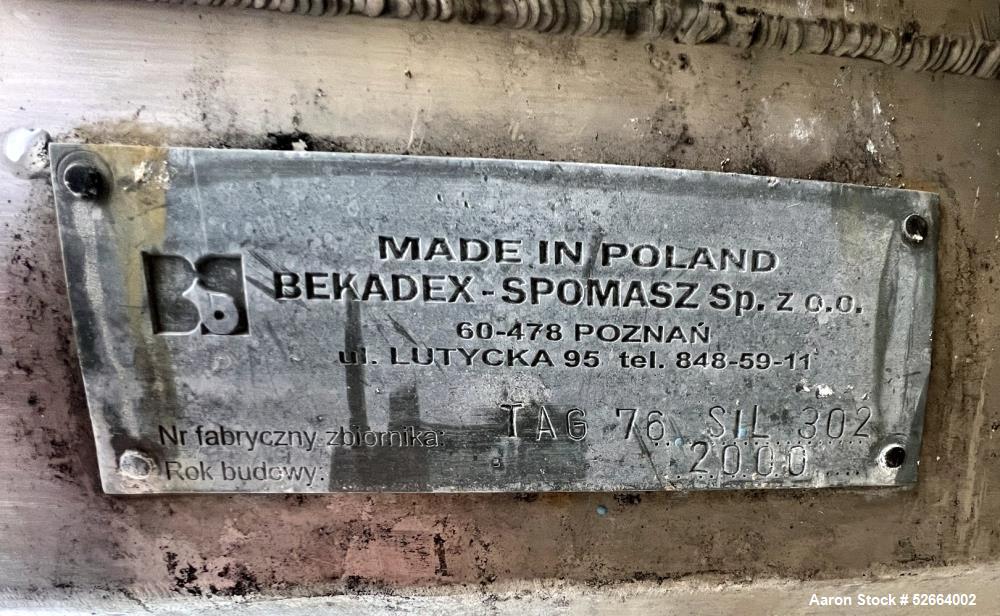 MADE IN POLAND
BS
BEKADEX - SPOMASZ Sp. z o.o.
60-478 POZNAŃ
ul. LUTYCKA 95 tel. 848-59-11
Nr fabryczny zbiornika: TAG 76 SIL 302
Rok budowy: 2000
Aaron Stock # 52664002